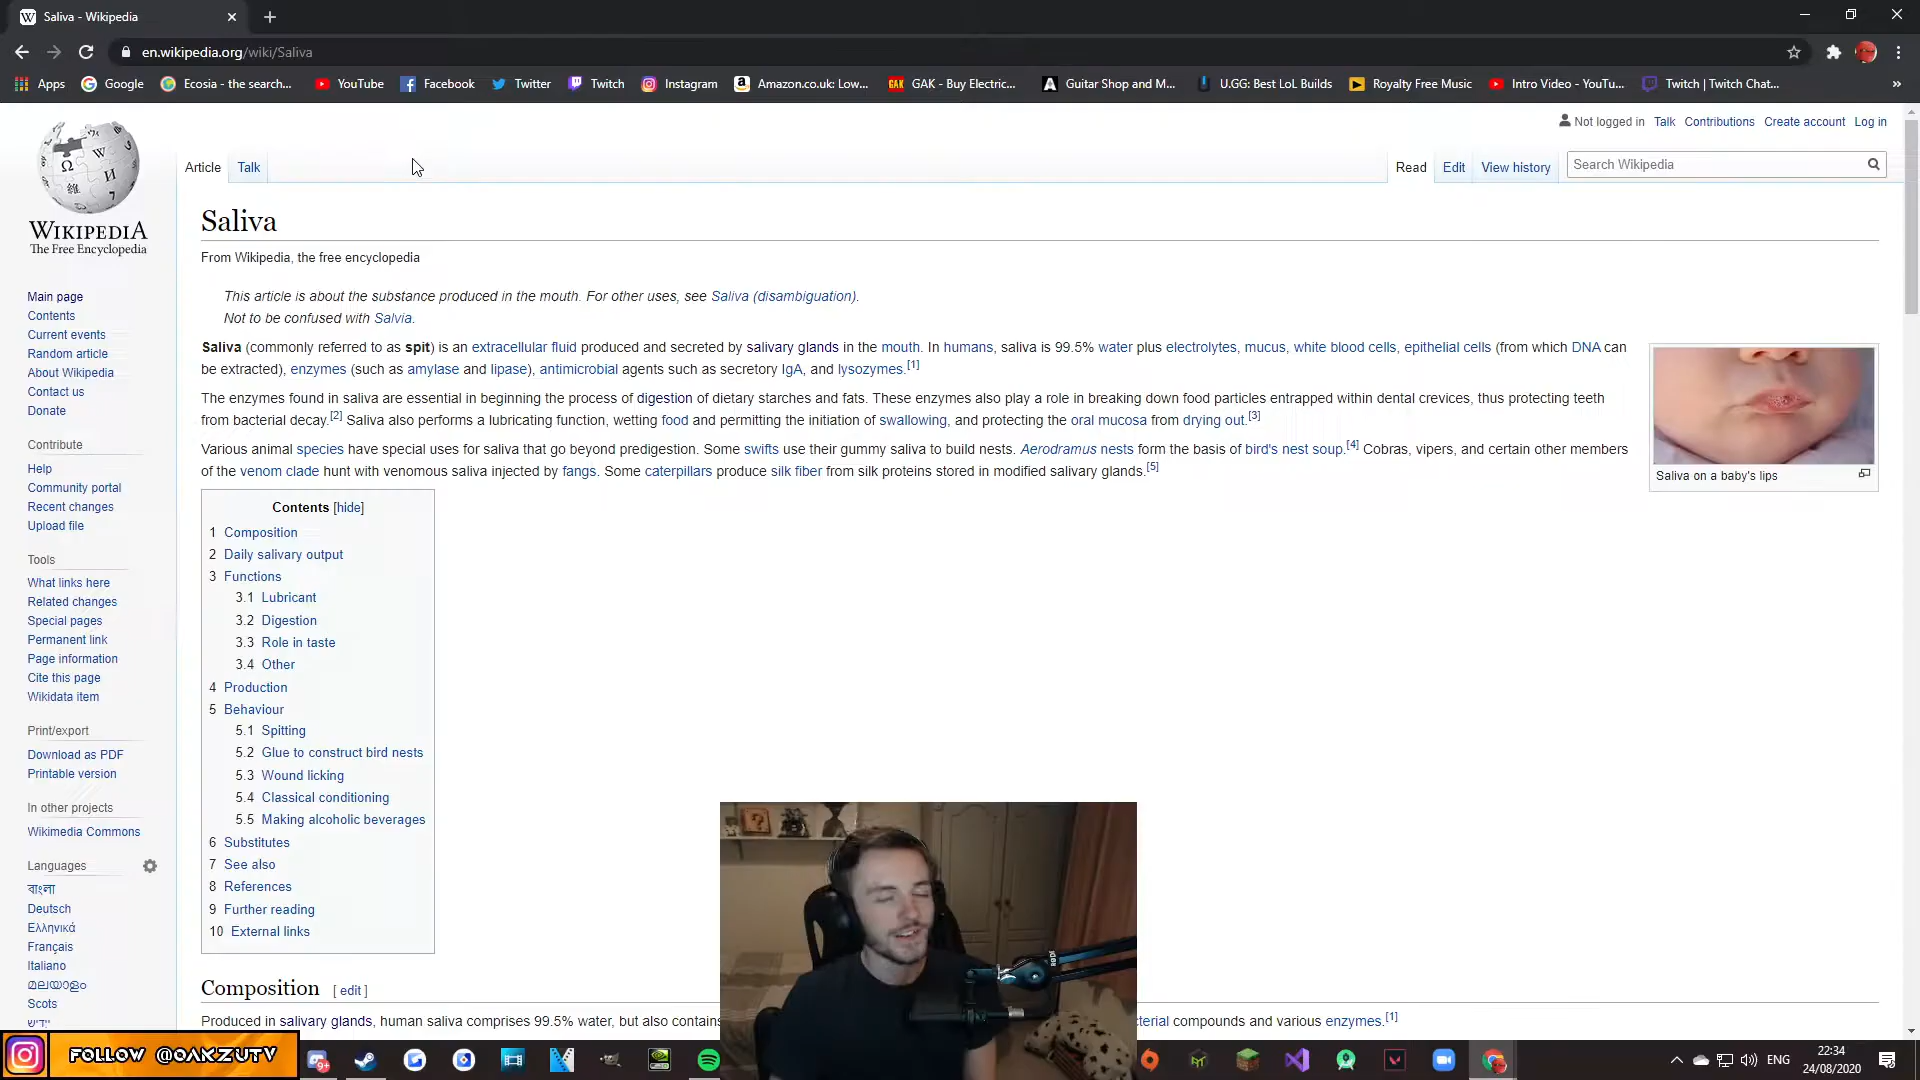 Saliva - Wikipedia
en.wikipedia.org/wiki/Saliva
Apps Google Ecosia - the search... YouTube Facebook Twitter Twitch Instagram Amazon.co.uk: Low... GAK - Buy Electric... Guitar Shop and M... U.GG: Best LoL Builds Royalty Free Music Intro Video - YouTu... Twitch | Twitch Chat... »
Not logged in Talk Contributions Create account Log in
Article Talk Read Edit View history Search Wikipedia
WIKIPEDIA
The Free Encyclopedia
Main page
Contents
Current events
Random article
About Wikipedia
Contact us
Donate
Contribute
Help
Community portal
Recent changes
Upload file
Tools
What links here
Related changes
Special pages
Permanent link
Page information
Cite this page
Wikidata item
Print/export
Download as PDF
Printable version
In other projects
Wikimedia Commons
Languages
বাংলা
Deutsch
Ελληνικά
Français
Italiano
മലയാളം
Scots
ייִדיש
Saliva
From Wikipedia, the free encyclopedia
This article is about the substance produced in the mouth. For other uses, see Saliva (disambiguation).
Not to be confused with Salvia.
Saliva (commonly referred to as spit) is an extracellular fluid produced and secreted by salivary glands in the mouth. In humans, saliva is 99.5% water plus electrolytes, mucus, white blood cells, epithelial cells (from which DNA can
be extracted), enzymes (such as amylase and lipase), antimicrobial agents such as secretory IgA, and lysozymes.[1]
The enzymes found in saliva are essential in beginning the process of digestion of dietary starches and fats. These enzymes also play a role in breaking down food particles entrapped within dental crevices, thus protecting teeth
from bacterial decay.[2] Saliva also performs a lubricating function, wetting food and permitting the initiation of swallowing, and protecting the oral mucosa from drying out.[3]
Various animal species have special uses for saliva that go beyond predigestion. Some swifts use their gummy saliva to build nests. Aerodramus nests form the basis of bird's nest soup.[4] Cobras, vipers, and certain other members
of the venom clade hunt with venomous saliva injected by fangs. Some caterpillars produce silk fiber from silk proteins stored in modified salivary glands.[5]
Saliva on a baby's lips
Contents [hide]
1 Composition
2 Daily salivary output
3 Functions
3.1 Lubricant
3.2 Digestion
3.3 Role in taste
3.4 Other
4 Production
5 Behaviour
5.1 Spitting
5.2 Glue to construct bird nests
5.3 Wound licking
5.4 Classical conditioning
5.5 Making alcoholic beverages
6 Substitutes
7 See also
8 References
9 Further reading
10 External links
Composition [ edit ]
Produced in salivary glands, human saliva comprises 99.5% water, but also contains terial compounds and various enzymes.[1]
RØDE
FOLLOW @OAKZUTV
9+
ENG
22:34
24/08/2020